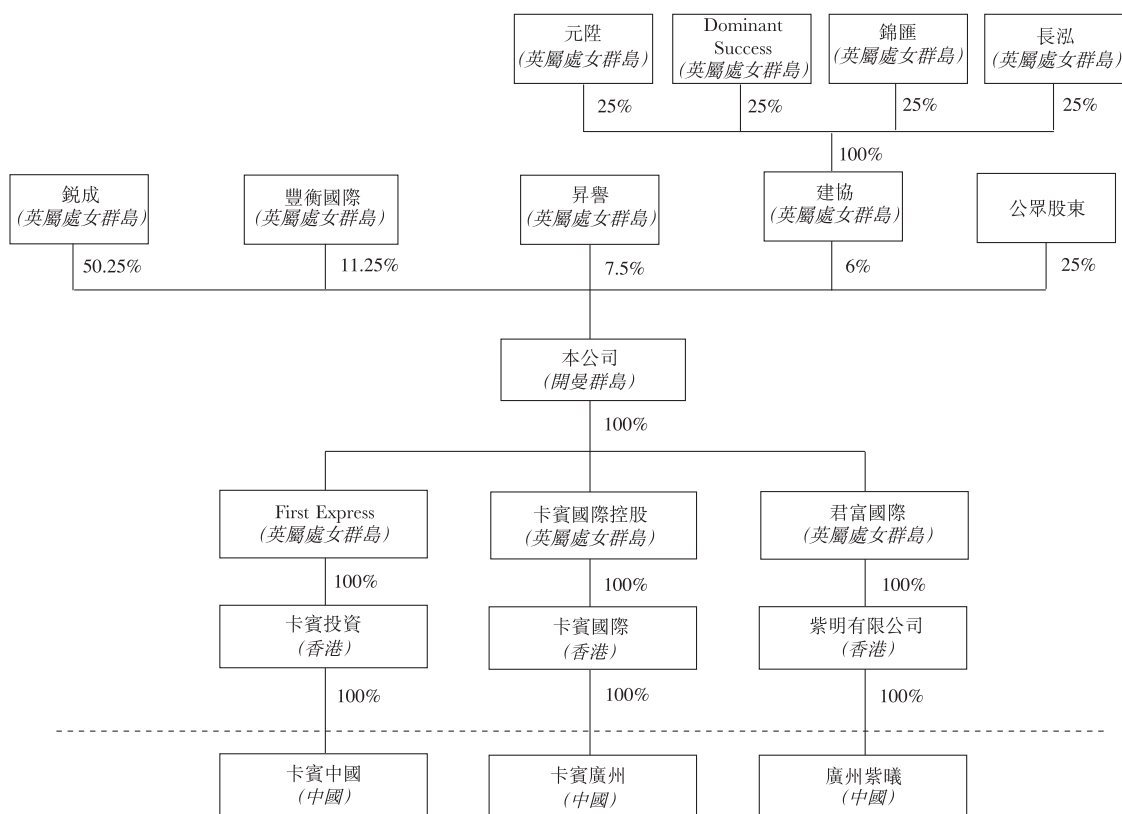 元陞
(英屬處女群島)
Dominant
Success
(英屬處女群島)
錦匯
(英屬處女群島)
長泓
(英屬處女群島)
25%
25%
25%
25%
100%
鋭成
(英屬處女群島)
豐衡國際
(英屬處女群島)
昇譽
(英屬處女群島)
建協
(英屬處女群島)
公眾股東
50.25%
11.25%
7.5%
6%
25%
本公司
(開曼群島)
100%
First Express
(英屬處女群島)
卡賓國際控股
(英屬處女群島)
君富國際
(英屬處女群島)
100%
100%
100%
卡賓投資
(香港)
卡賓國際
(香港)
紫明有限公司
(香港)
100%
100%
100%
卡賓中國
(中國)
卡賓廣州
(中國)
廣州紫曦
(中國)